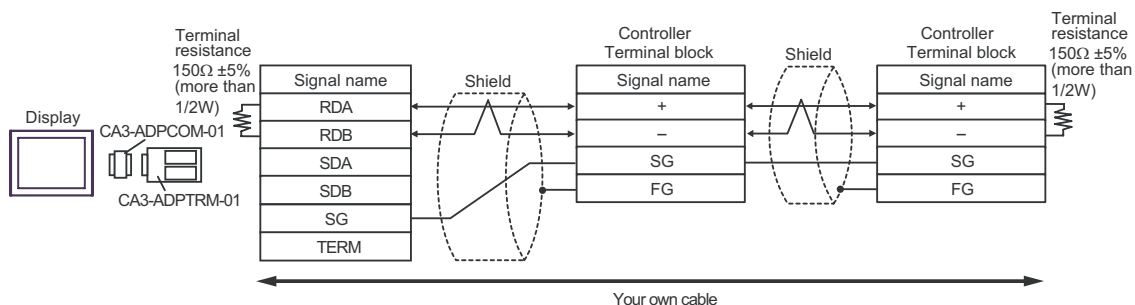 Terminal
resistance
150Ω ±5%
(more than
1/2W)
Display
CA3-ADPCOM-01
CA3-ADPTRM-01
Signal name
RDA
RDB
SDA
SDB
SG
TERM
Shield
Controller
Terminal block
Signal name
+
–
SG
FG
Shield
Controller
Terminal block
Signal name
+
–
SG
FG
Terminal
resistance
150Ω ±5%
(more than
1/2W)
Your own cable